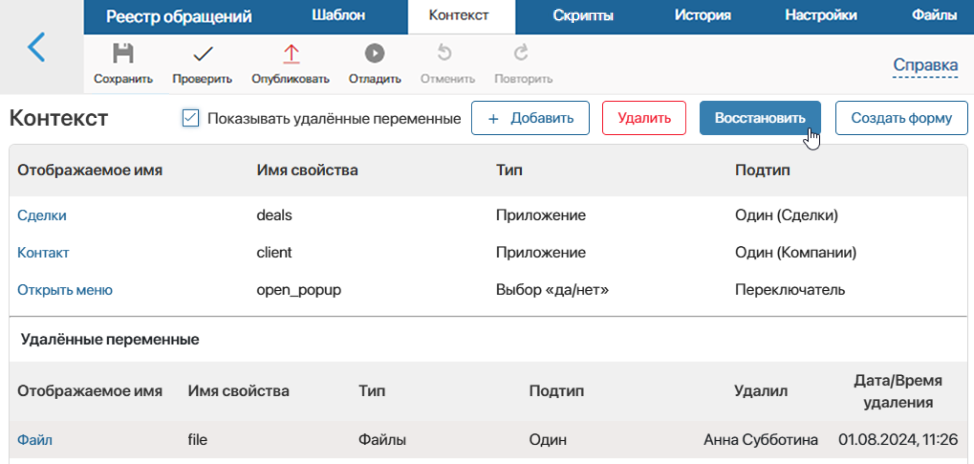 Реестр обращений Шаблон Контекст Скрипты История Настройки Файлы
Сохранить Проверить Опубликовать Отладить Отменить Повторить Справка
Контекст Показывать удалённые переменные + Добавить Удалить Восстановить Создать форму
Отображаемое имя Имя свойства Тип Подтип
Сделки deals Приложение Один (Сделки)
Контакт client Приложение Один (Компании)
Открыть меню open_popup Выбор «да/нет» Переключатель
Удалённые переменные
Отображаемое имя Имя свойства Тип Подтип Удалил Дата/Время
удаления
Файл file Файлы Один Анна Субботина 01.08.2024, 11:26